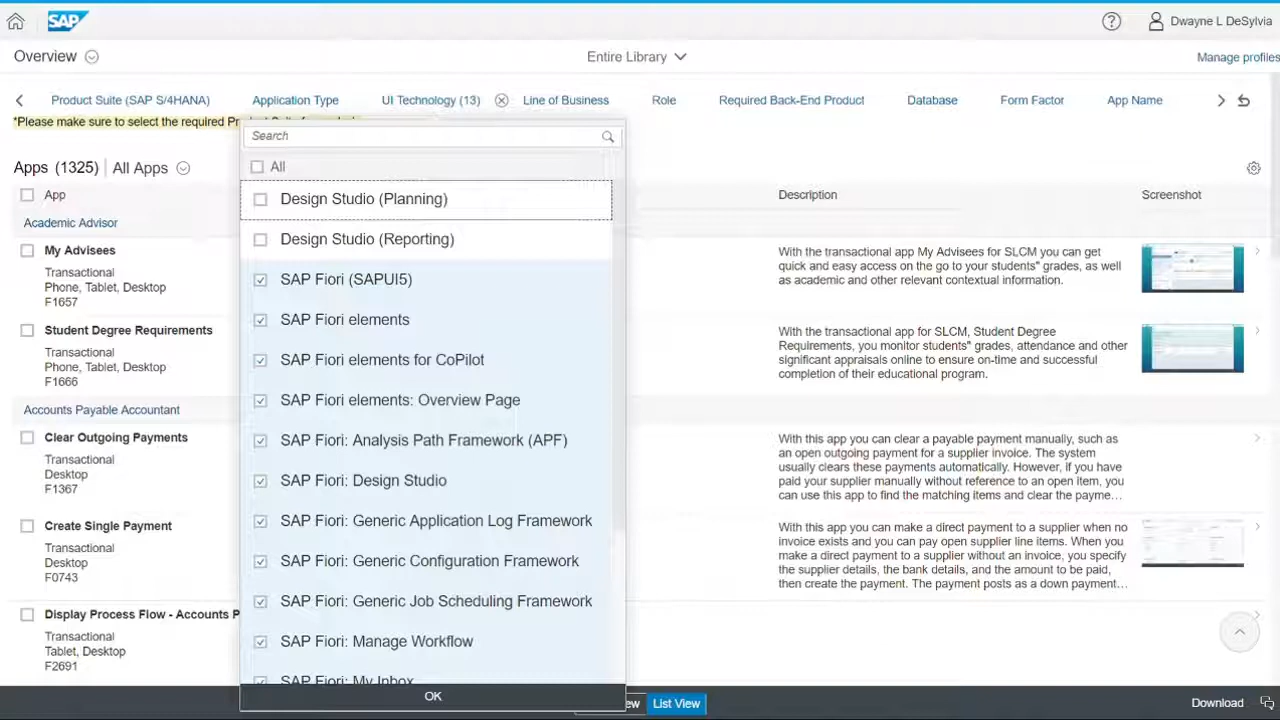 SAP
Dwayne L DeSylvia
Overview
Entire Library
Manage profiles
Product Suite (SAP S/4HANA)
Application Type
UI Technology (13)
Line of Business
Role
Required Back-End Product
Database
Form Factor
App Name
*Please make sure to select the required
Search
Apps (1325)
All Apps
All
App
Description
Screenshot
Academic Advisor
Design Studio (Planning)
Design Studio (Reporting)
SAP Fiori (SAPUI5)
SAP Fiori elements
SAP Fiori elements for CoPilot
SAP Fiori elements: Overview Page
SAP Fiori: Analysis Path Framework (APF)
SAP Fiori: Design Studio
SAP Fiori: Generic Application Log Framework
SAP Fiori: Generic Configuration Framework
SAP Fiori: Generic Job Scheduling Framework
SAP Fiori: Manage Workflow
SAP Fiori: My Inbox
OK
My Advisees
Transactional
Phone, Tablet, Desktop
F1657
With the transactional app My Advisees for SLCM you can get
quick and easy access on the go to your students" grades, as well
as academic and other relevant contextual information.
Student Degree Requirements
Transactional
Phone, Tablet, Desktop
F1666
With the transactional app for SLCM, Student Degree
Requirements, you monitor students" grades, attendance and other
significant appraisals online to ensure on-time and successful
completion of their educational program.
Accounts Payable Accountant
Clear Outgoing Payments
Transactional
Desktop
F1367
With this app you can clear a payable payment manually, such as
an open outgoing payment for a supplier invoice. The system
usually clears these payments automatically. However, if you have
paid your supplier manually without reference to an open item, you
can use this app to find the matching items and clear the payme...
Create Single Payment
Transactional
Desktop
F0743
With this app you can make a direct payment to a supplier when no
invoice exists and you can pay open supplier line items. When you
make a direct payment to a supplier without an invoice, you specify
the supplier details, the bank details, and the amount to be paid,
then create the payment. The payment posts as a down payment...
Display Process Flow - Accounts P
Transactional
Tablet, Desktop
F2691
List View
Download